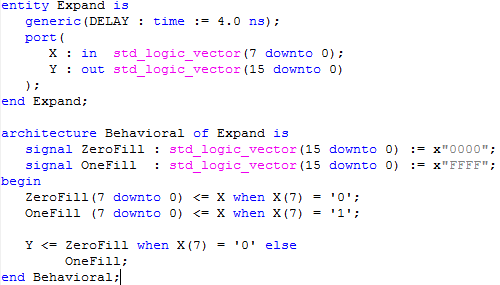 entity Expand is
generic(DELAY : time := 4.0 ns);
port(
X : in  std_logic_vector(7 downto 0);
Y : out std_logic_vector(15 downto 0)
);
end Expand;
architecture Behavioral of Expand is
signal ZeroFill : std_logic_vector(15 downto 0) := x"0000";
signal OneFill  : std_logic_vector(15 downto 0) := x"FFFF";
begin
ZeroFill(7 downto 0) <= X when X(7) = '0';
OneFill (7 downto 0) <= X when X(7) = '1';
Y <= ZeroFill when X(7) = '0' else
OneFill;
end Behavioral;